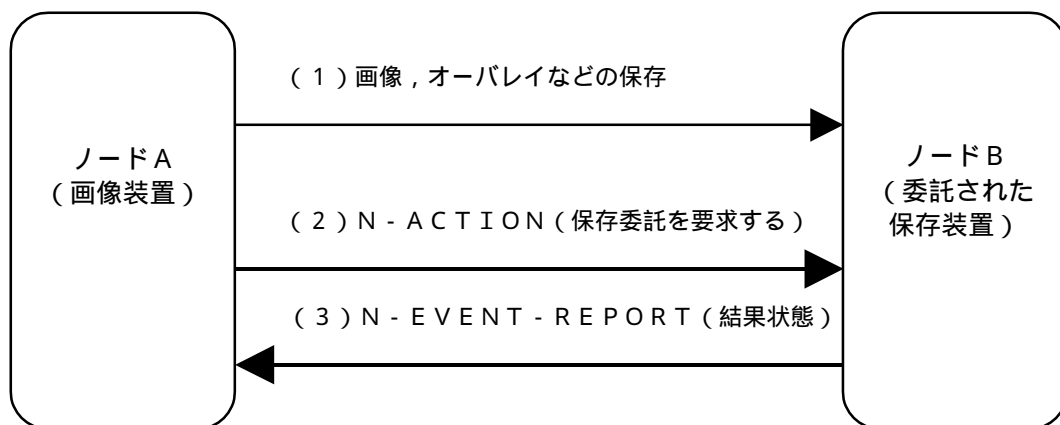 (1)画像,オーバレイなどの保存
ノードA
(画像装置)
(2)N-ACTION(保存委託を要求する)
(3)N-EVENT-REPORT(結果状態)
ノードB
(委託された
保存装置)